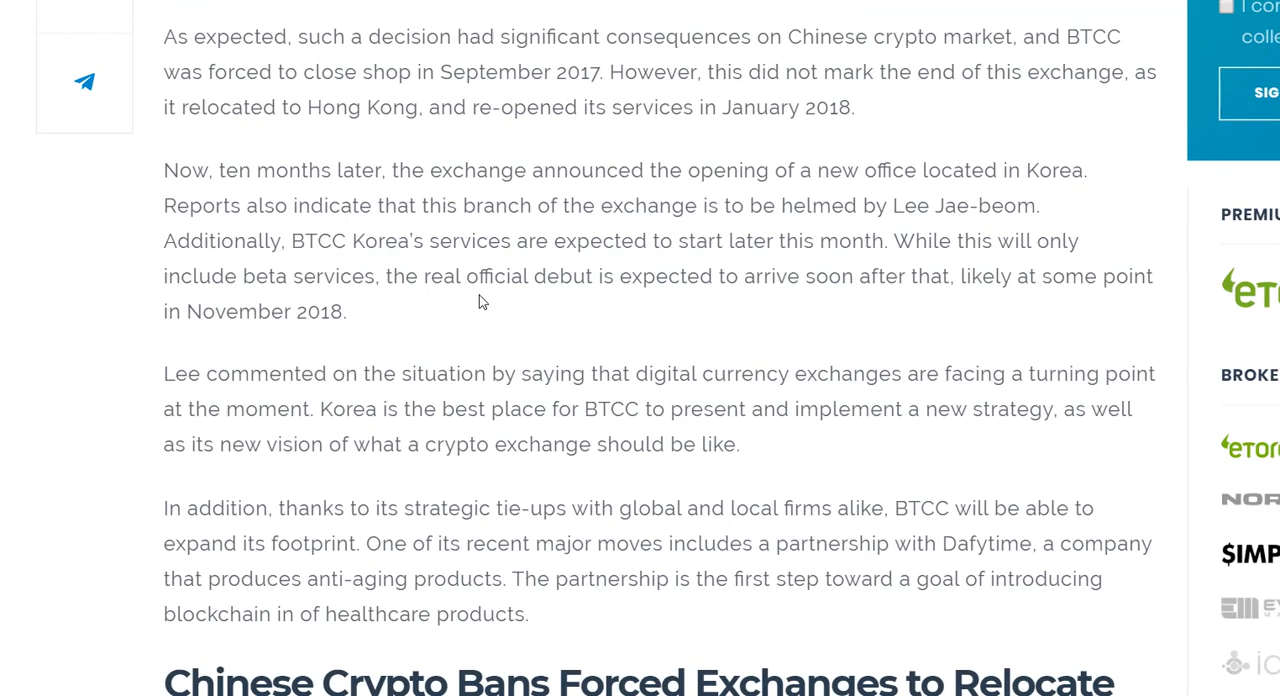 I
As expected, such a decision had significant consequences on Chinese crypto market, and BTCC
was forced to close shop in September 2017. However, this did not mark the end of this exchange, as
it relocated to Hong Kong, and re-opened its services in January 2018.
Now, ten months later, the exchange announced the opening of a new office located in Korea.
Reports also indicate that this branch of the exchange is to be helmed by Lee Jae-beom.
Additionally, BTCC Korea's services are expected to start later this month. While this will only
include beta services, the real official debut is expected to arrive soon after that, likely at some point
in November 2018.
Lee commented on the situation by saying that digital currency exchanges are facing a turning point
at the moment. Korea is the best place for BTCC to present and implement a new strategy, as well
as its new vision of what a crypto exchange should be like.
In addition, thanks to its strategic tie-ups with global and local firms alike, BTCC will be able to
expand its footprint. One of its recent major moves includes a partnership with Dafytime, a company
that produces anti-aging products. The partnership is the first step toward a goal of introducing
blockchain in of healthcare products.
Chinese Crypto Bans Forced Exchanges to Relocate